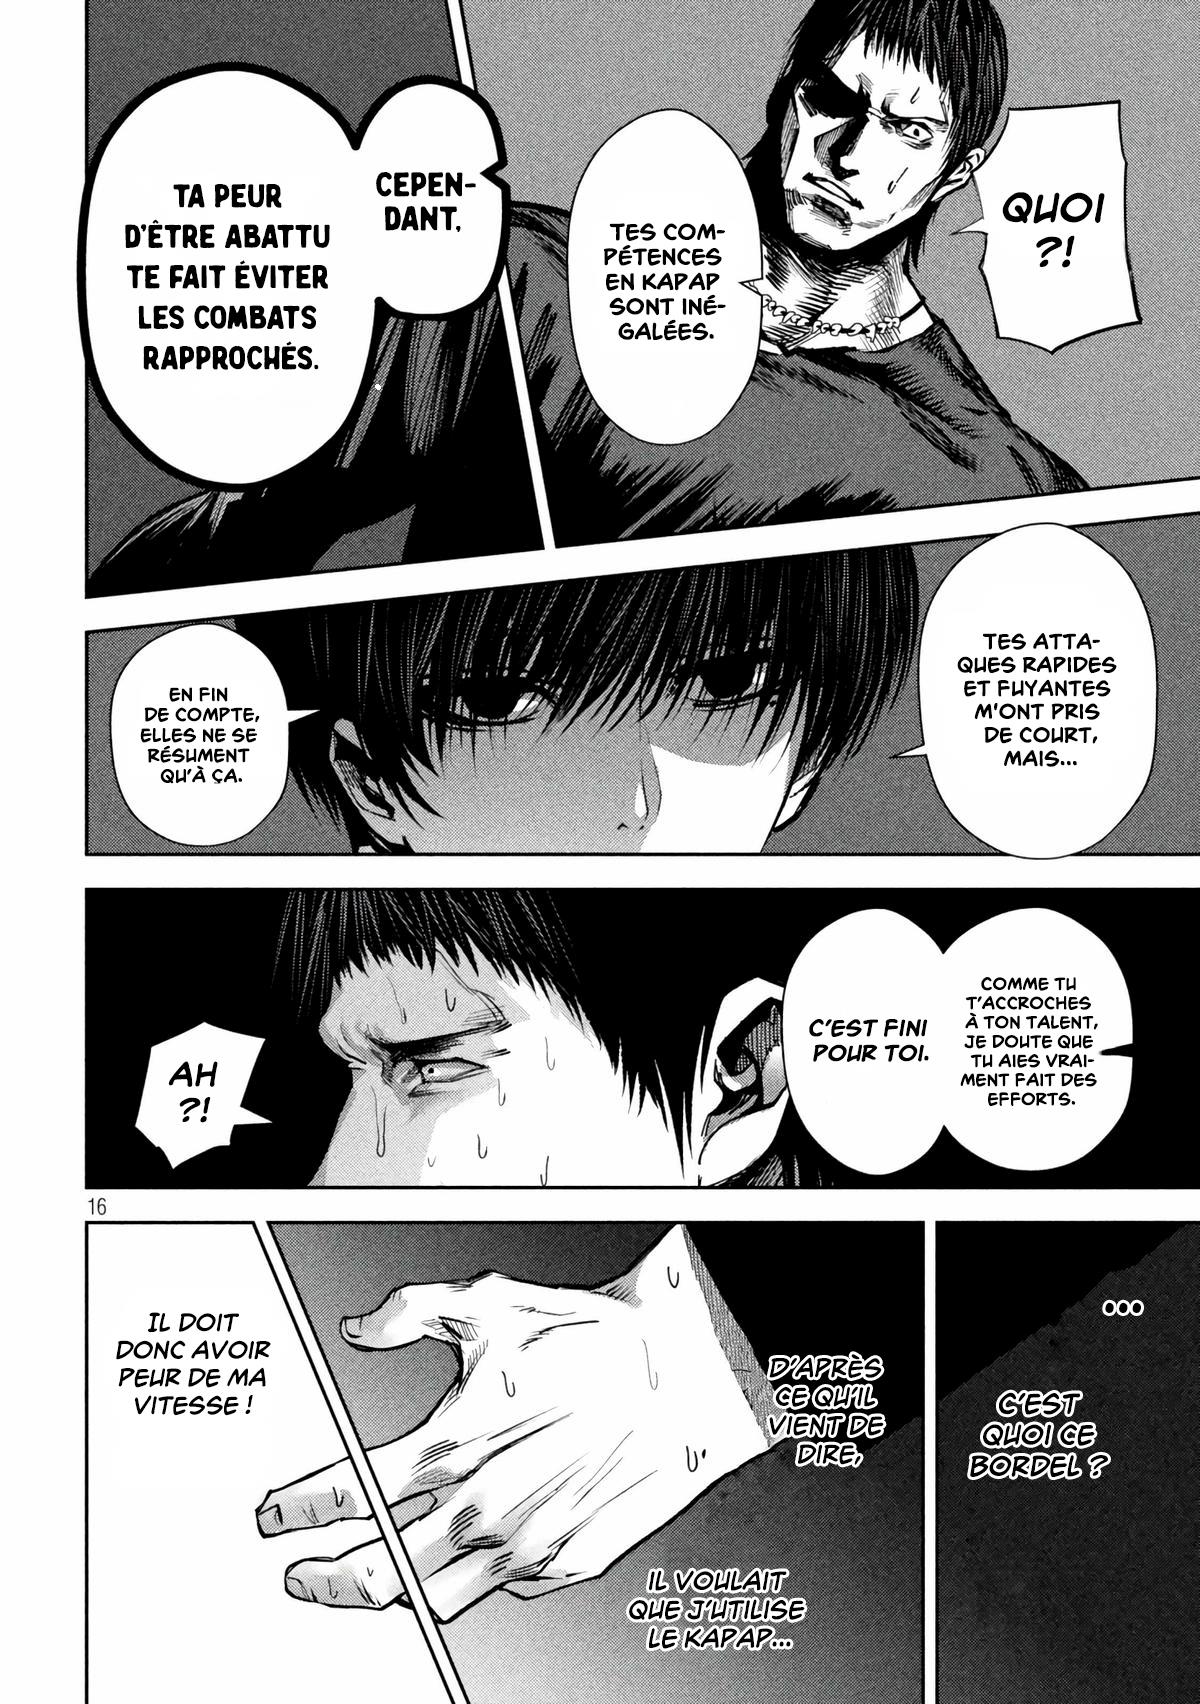 QUOI
?!
TES COM-
PÉTENCES
EN KAPAP
SONT INÉ-
GALÉES.
CEPEN-
DANT,
TA PEUR
D'ÊTRE ABATTU
TE FAIT ÉVITER
LES COMBATS
RAPPROCHÉS.
TES ATTA-
QUES RAPIDES
ET FUYANTES
M'ONT PRIS
DE COURT,
MAIS...
EN FIN
DE COMPTE,
ELLES NE SE
RÉSUMENT
QU'À ÇA.
COMME TU
T'ACCROCHES
À TON TALENT,
JE DOUTE QUE
TU AIES VRAI-
MENT FAIT DES
EFFORTS.
C'EST FINI
POUR TOI.
AH
?!
16
...
C'EST
QUOI CE
BORDEL ?
D'APRÈS
CE QU'IL
VIENT DE
DIRE,
IL VOULAIT
QUE J'UTILISE
LE KAPAP...
IL DOIT
DONC AVOIR
PEUR DE MA
VITESSE !